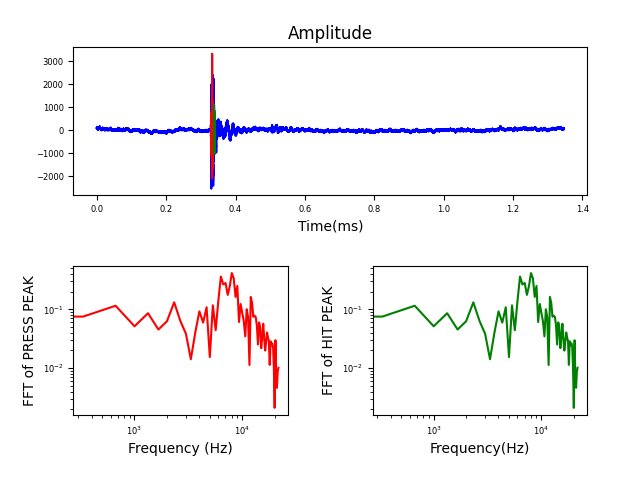 Amplitude
3000
2000
1000
0
−1000
−2000
0.0 0.2 0.4 0.6 0.8 1.0 1.2 1.4
Time(ms)
FFT of PRESS PEAK
10⁻¹
10⁻²
10³ 10⁴
Frequency (Hz)
FFT of HIT PEAK
10⁻¹
10⁻²
10³ 10⁴
Frequency(Hz)